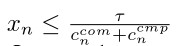 x_n ≤ τ / (c_n^{com} + c_n^{cmp})